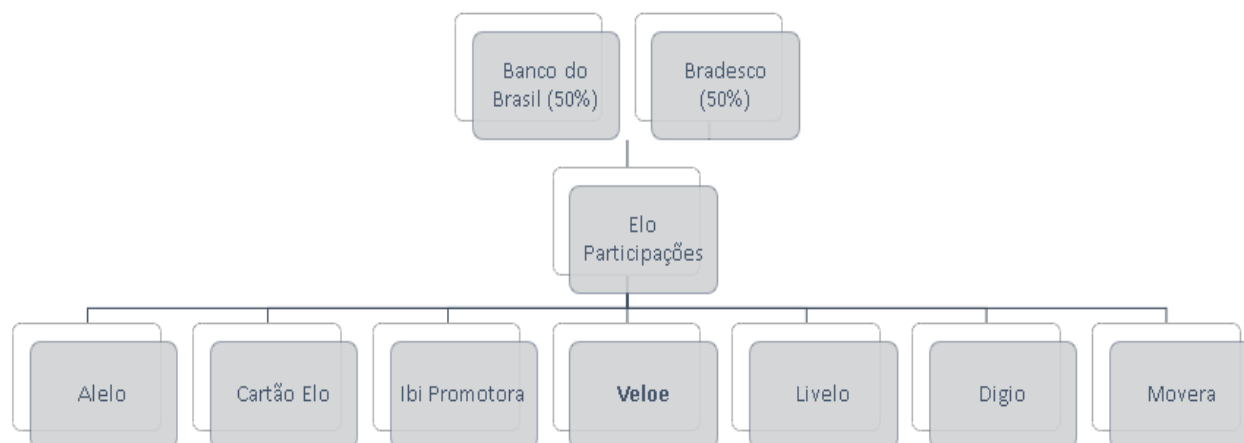 Banco do
Brasil (50%)
Bradesco
(50%)
Elo
Participações
Alelo
Cartão Elo
Ibi Promotora
Veloe
Livelo
Digio
Movera